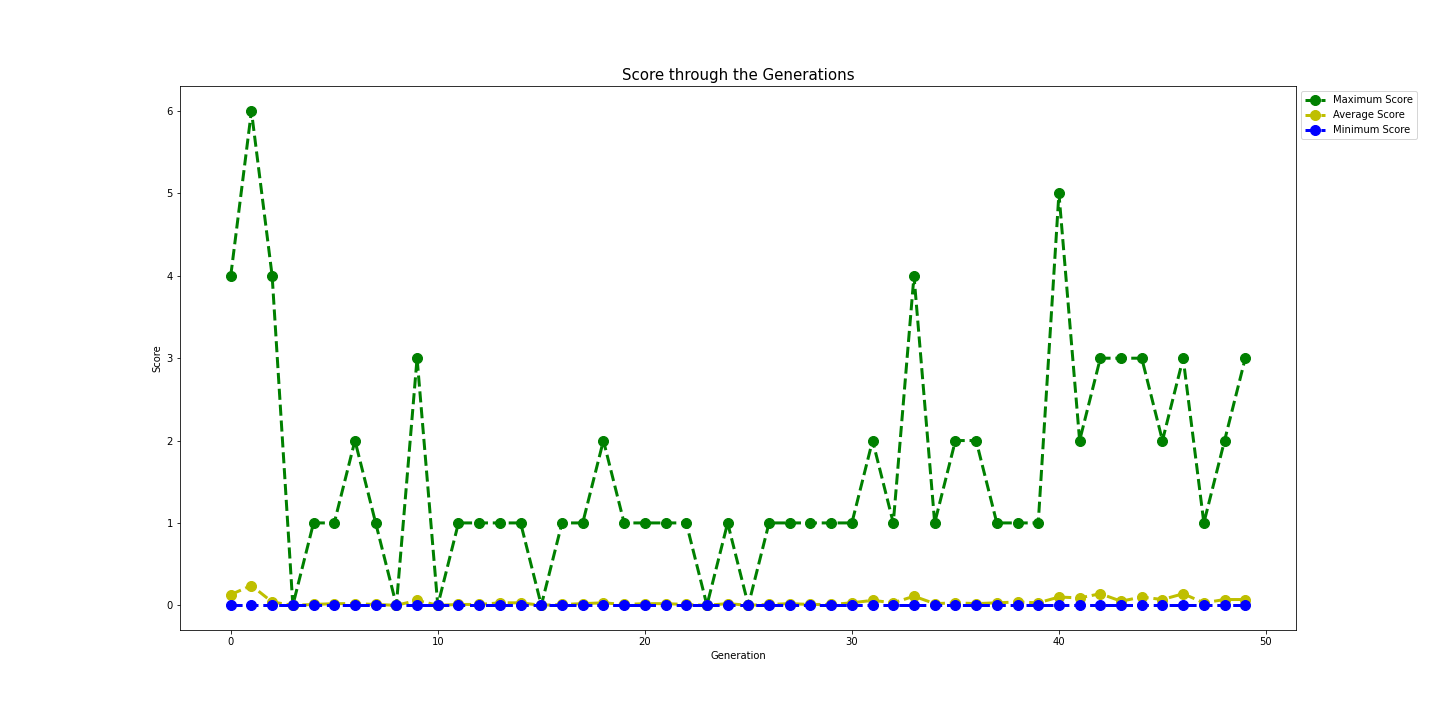 Score through the Generations
Maximum Score
Average Score
Minimum Score
6
5
4
3
2
1
0
Score
0 10 20 30 40 50
Generation